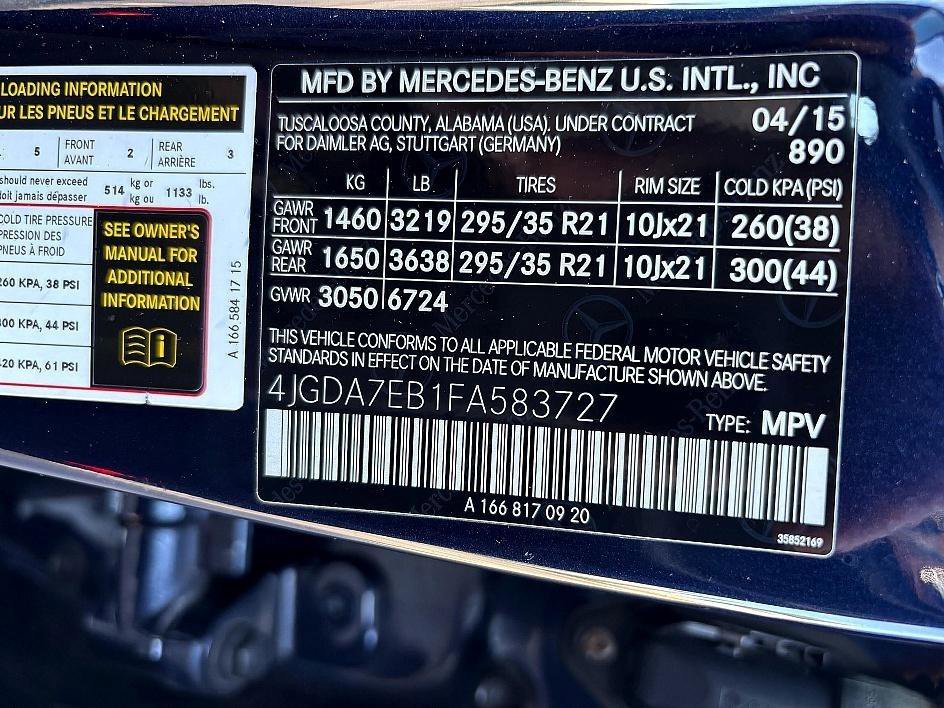 LOADING INFORMATION
UR LES PNEUS ET LE CHARGEMENT
5 FRONT AVANT 2 REAR ARRIÈRE 3
should never exceed
doit jamais dépasser
514 kg or kg ou 1133 lbs. lb.
COLD TIRE PRESSURE
PRESSION DES
PNEUS À FROID
260 KPA, 38 PSI
300 KPA, 44 PSI
420 KPA, 61 PSI
SEE OWNER'S
MANUAL FOR
ADDITIONAL
INFORMATION
A 166 584 17 15
MFD BY MERCEDES-BENZ U.S. INTL., INC
TUSCALOOSA COUNTY, ALABAMA (USA), UNDER CONTRACT
FOR DAIMLER AG, STUTTGART (GERMANY)
04/15
890
KG LB TIRES RIM SIZE COLD KPA (PSI)
GAWR FRONT 1460 3219 295/35 R21 10Jx21 260(38)
GAWR REAR 1650 3638 295/35 R21 10Jx21 300(44)
GVWR 3050 6724
THIS VEHICLE CONFORMS TO ALL APPLICABLE FEDERAL MOTOR VEHICLE SAFETY
STANDARDS IN EFFECT ON THE DATE OF MANUFACTURE SHOWN ABOVE.
4JGDA7EB1FA583727
TYPE: MPV
A 166 817 09 20
35852169